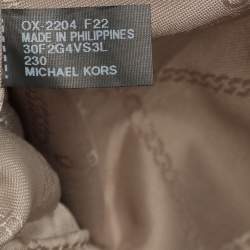 OX-2204 F22
MADE IN PHILIPPINES
30F2G4VS3L
230
MICHAEL KORS